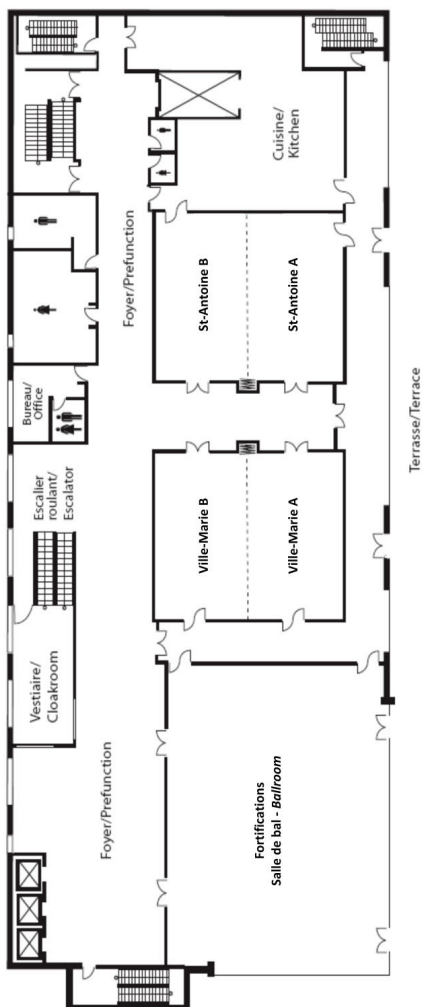 Cuisine/
Kitchen
Foyer/Prefunction
St-Antoine B
St-Antoine A
Bureau/
Office
Terrasse/Terrace
Escalier
roulant/
Escalator
Ville-Marie B
Ville-Marie A
Vestiaire/
Cloakroom
Foyer/Prefunction
Fortifications
Salle de bal - Ballroom